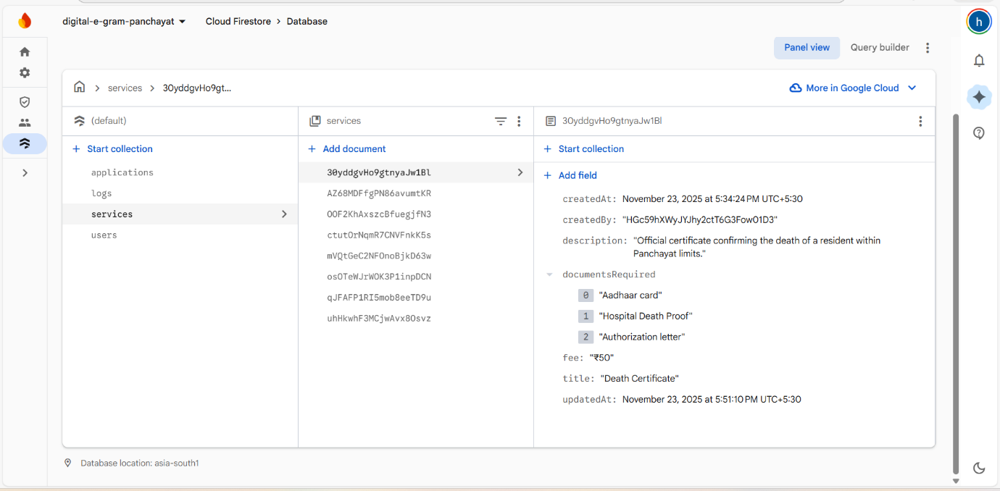 digital-e-gram-panchayat
Cloud Firestore > Database
h
Panel view
Query builder
services > 30yddgvHo9gt...
More in Google Cloud
(default)
services
30yddgvHo9gtnyaJw1Bl
+ Start collection
+ Add document
+ Start collection
applications
logs
services
users
30yddgvHo9gtnyaJw1Bl
AZ68MDFfgPN86avumtKR
OOF2KhAxszcBfuegjfN3
ctutOrNqmR7CNVFnkK5s
mVQtGeC2NFOnoBjkD63w
osOTeWJrWOK3P1inpDCN
qJFAFP1RI5mob8eeTD9u
uhHkwhF3MCjwAvx8Osvz
+ Add field
createdAt: November 23, 2025 at 5:34:24 PM UTC+5:30
createdBy: "HGc59hXWyJYJhy2ctT6G3FowO1D3"
description: "Official certificate confirming the death of a resident within
Panchayat limits."
documentsRequired
0 "Aadhaar card"
1 "Hospital Death Proof"
2 "Authorization letter"
fee: "₹50"
title: "Death Certificate"
updatedAt: November 23, 2025 at 5:51:10 PM UTC+5:30
Database location: asia-south1